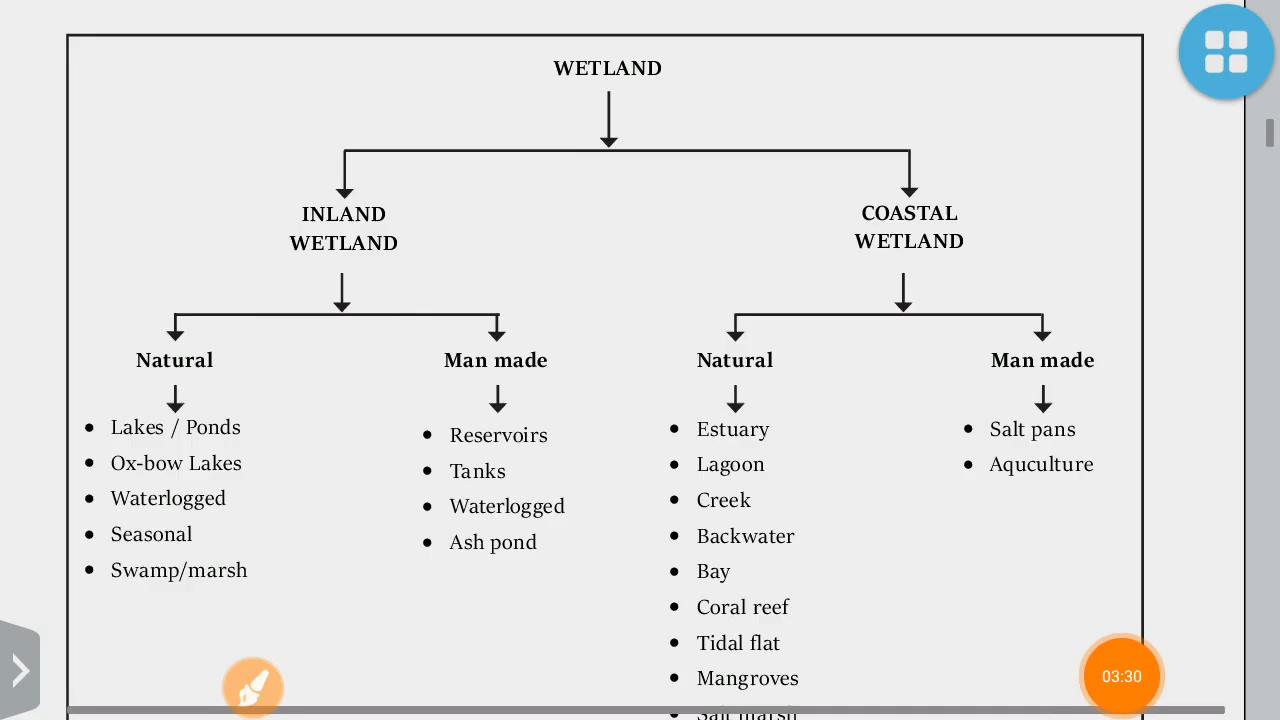 WETLAND
INLAND
WETLAND
COASTAL
WETLAND
Natural
Man made
Natural
Man made
Lakes / Ponds
Ox-bow Lakes
Waterlogged
Seasonal
Swamp/marsh
Reservoirs
Tanks
Waterlogged
Ash pond
Estuary
Lagoon
Creek
Backwater
Bay
Coral reef
Tidal flat
Mangroves
Salt marsh
Salt pans
Aquculture
03:30